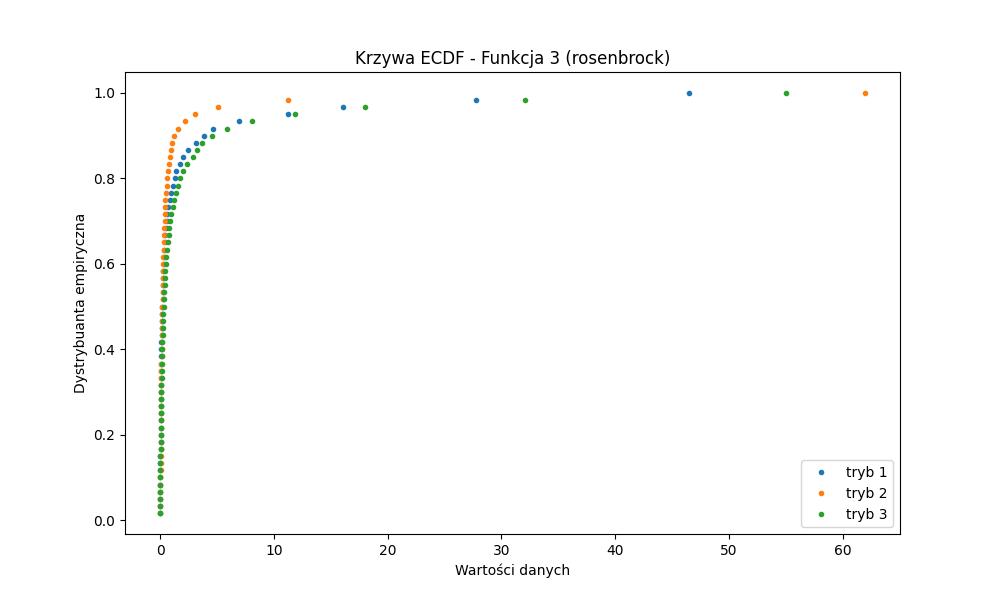 Krzywa ECDF - Funkcja 3 (rosenbrock)
1.0
0.8
0.6
0.4
0.2
0.0
Dystrybuanta empiryczna
tryb 1
tryb 2
tryb 3
0 10 20 30 40 50 60
Wartości danych